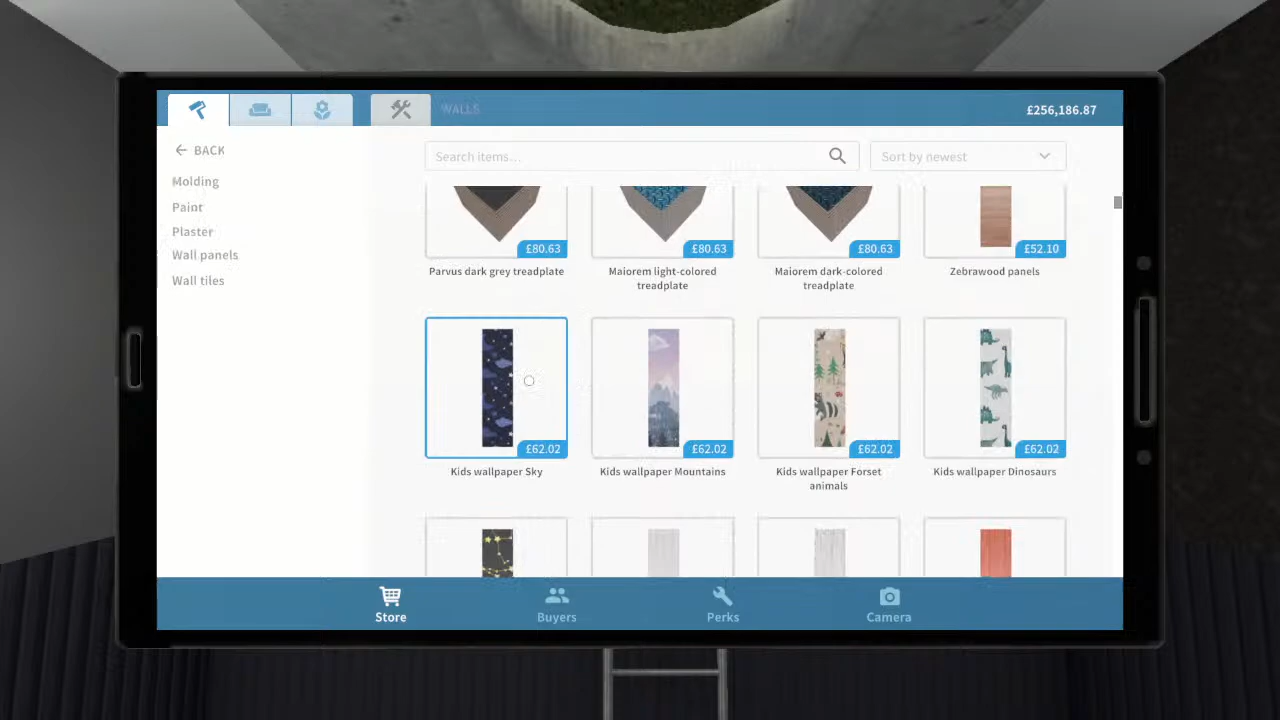 WALLS
£256,186.87
BACK
Search items...
Sort by newest
Molding
Paint
Plaster
Wall panels
Wall tiles
£80.63
£80.63
£80.63
£52.10
Parvus dark grey treadplate
Maiorem light-colored
treadplate
Maiorem dark-colored
treadplate
Zebrawood panels
£62.02
£62.02
£62.02
£62.02
Kids wallpaper Sky
Kids wallpaper Mountains
Kids wallpaper Forset
animals
Kids wallpaper Dinosaurs
Store
Buyers
Perks
Camera